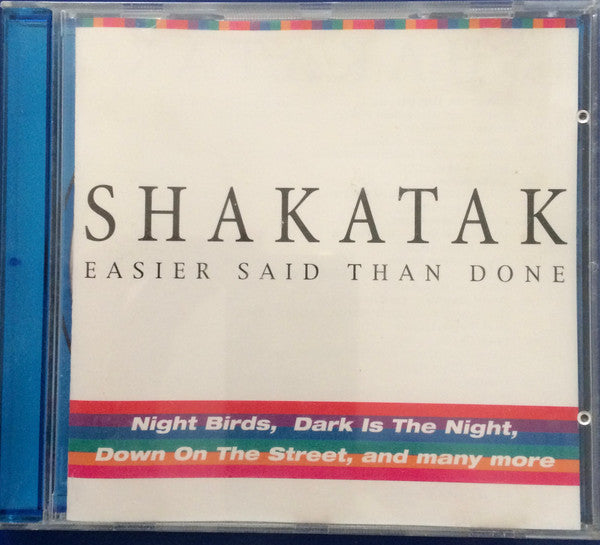 SHAKATAK
EASIER SAID THAN DONE
Night Birds, Dark Is The Night,
Down On The Street, and many more